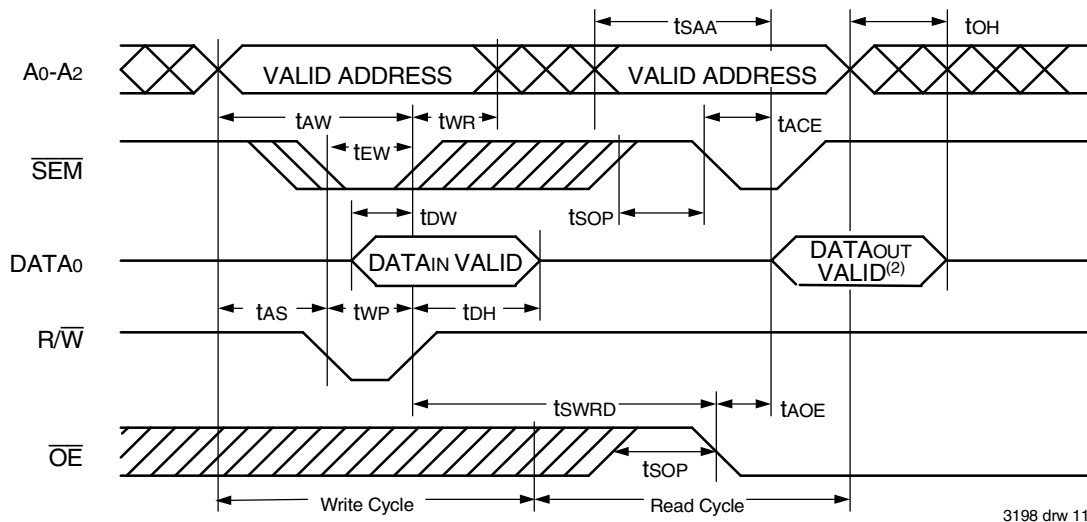 tSAA
tOH
A0-A2
VALID ADDRESS
VALID ADDRESS
tAW
tWR
tACE
tEW
SEM
tDW
tSOP
DATA0
DATAIN VALID
DATAOUT
VALID(2)
tAS
tWP
tDH
R/W
tSWRD
tAOE
OE
tSOP
Write Cycle
Read Cycle
3198 drw 11